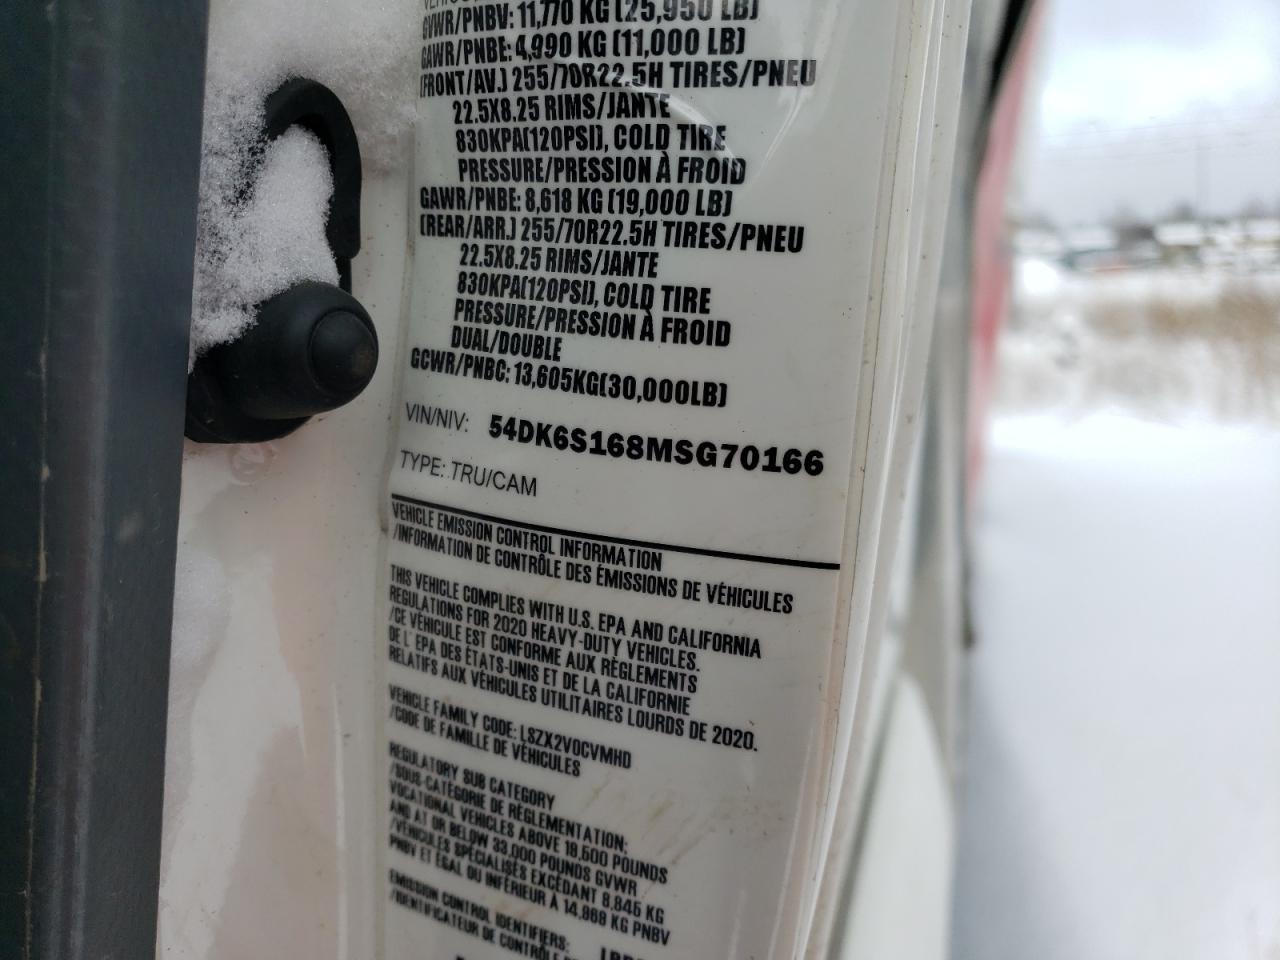 GVWR/PNBV: 11,770 KG (25,950 LB)
GAWR/PNBE: 4,990 KG (11,000 LB)
(FRONT/AV.) 255/70R22.5H TIRES/PNEU
22.5X8.25 RIMS/JANTE
830KPA(120PSI), COLD TIRE
PRESSURE/PRESSION À FROID
GAWR/PNBE: 8,618 KG (19,000 LB)
(REAR/ARR.) 255/70R22.5H TIRES/PNEU
22.5X8.25 RIMS/JANTE
830KPA(120PSI), COLD TIRE
PRESSURE/PRESSION À FROID
DUAL/DOUBLE
GCWR/PNBC: 13,605KG(30,000LB)
VIN/NIV: 54DK6S168MSG70166
TYPE: TRU/CAM
VEHICLE EMISSION CONTROL INFORMATION
/INFORMATION DE CONTRÔLE DES ÉMISSIONS DE VÉHICULES
THIS VEHICLE COMPLIES WITH U.S. EPA AND CALIFORNIA
REGULATIONS FOR 2020 HEAVY-DUTY VEHICLES.
/CE VÉHICULE EST CONFORME AUX RÈGLEMENTS
DE L' EPA DES ÉTATS-UNIS ET DE LA CALIFORNIE
RELATIFS AUX VÉHICULES UTILITAIRES LOURDS DE 2020.
VEHICLE FAMILY CODE: LSZX2VOCVMHD
/CODE DE FAMILLE DE VÉHICULES
REGULATORY SUB CATEGORY
/SOUS-CATÉGORIE DE RÉGLEMENTATION:
VOCATIONAL VEHICLES ABOVE 19,500 POUNDS
AND AT OR BELOW 33,000 POUNDS GVWR
/VÉHICULES SPÉCIALISÉS EXCÉDANT 8,845 KG
PNBV ET ÉGAL OU INFÉRIEUR À 14,969 KG PNBV
EMISSION CONTROL IDENTIFIERS:
/IDENTIFICATEUR DE CONTRÔLE